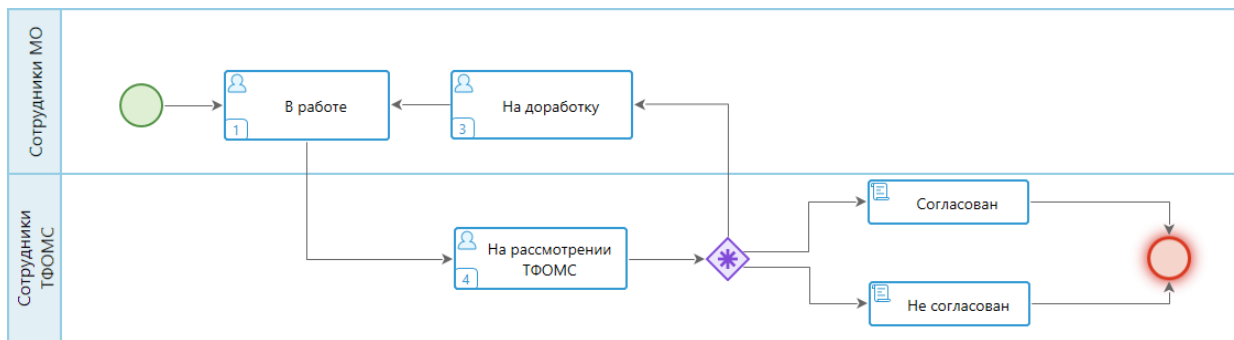 Сотрудники МО
В работе
1
На доработку
3
Сотрудники
ТФОМС
На рассмотрении
ТФОМС
4
Согласован
Не согласован